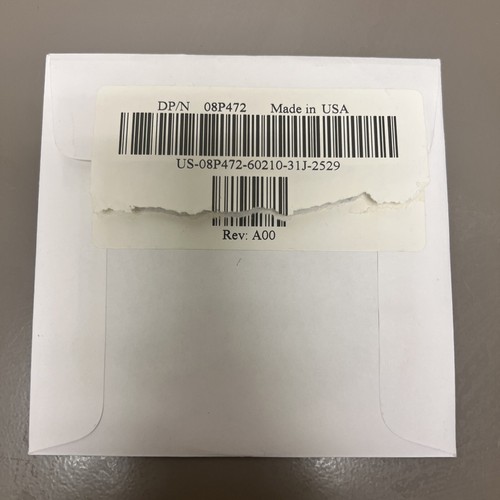 DP/N 08P472 Made in USA
US-08P472-60210-31J-2529
Rev: A00